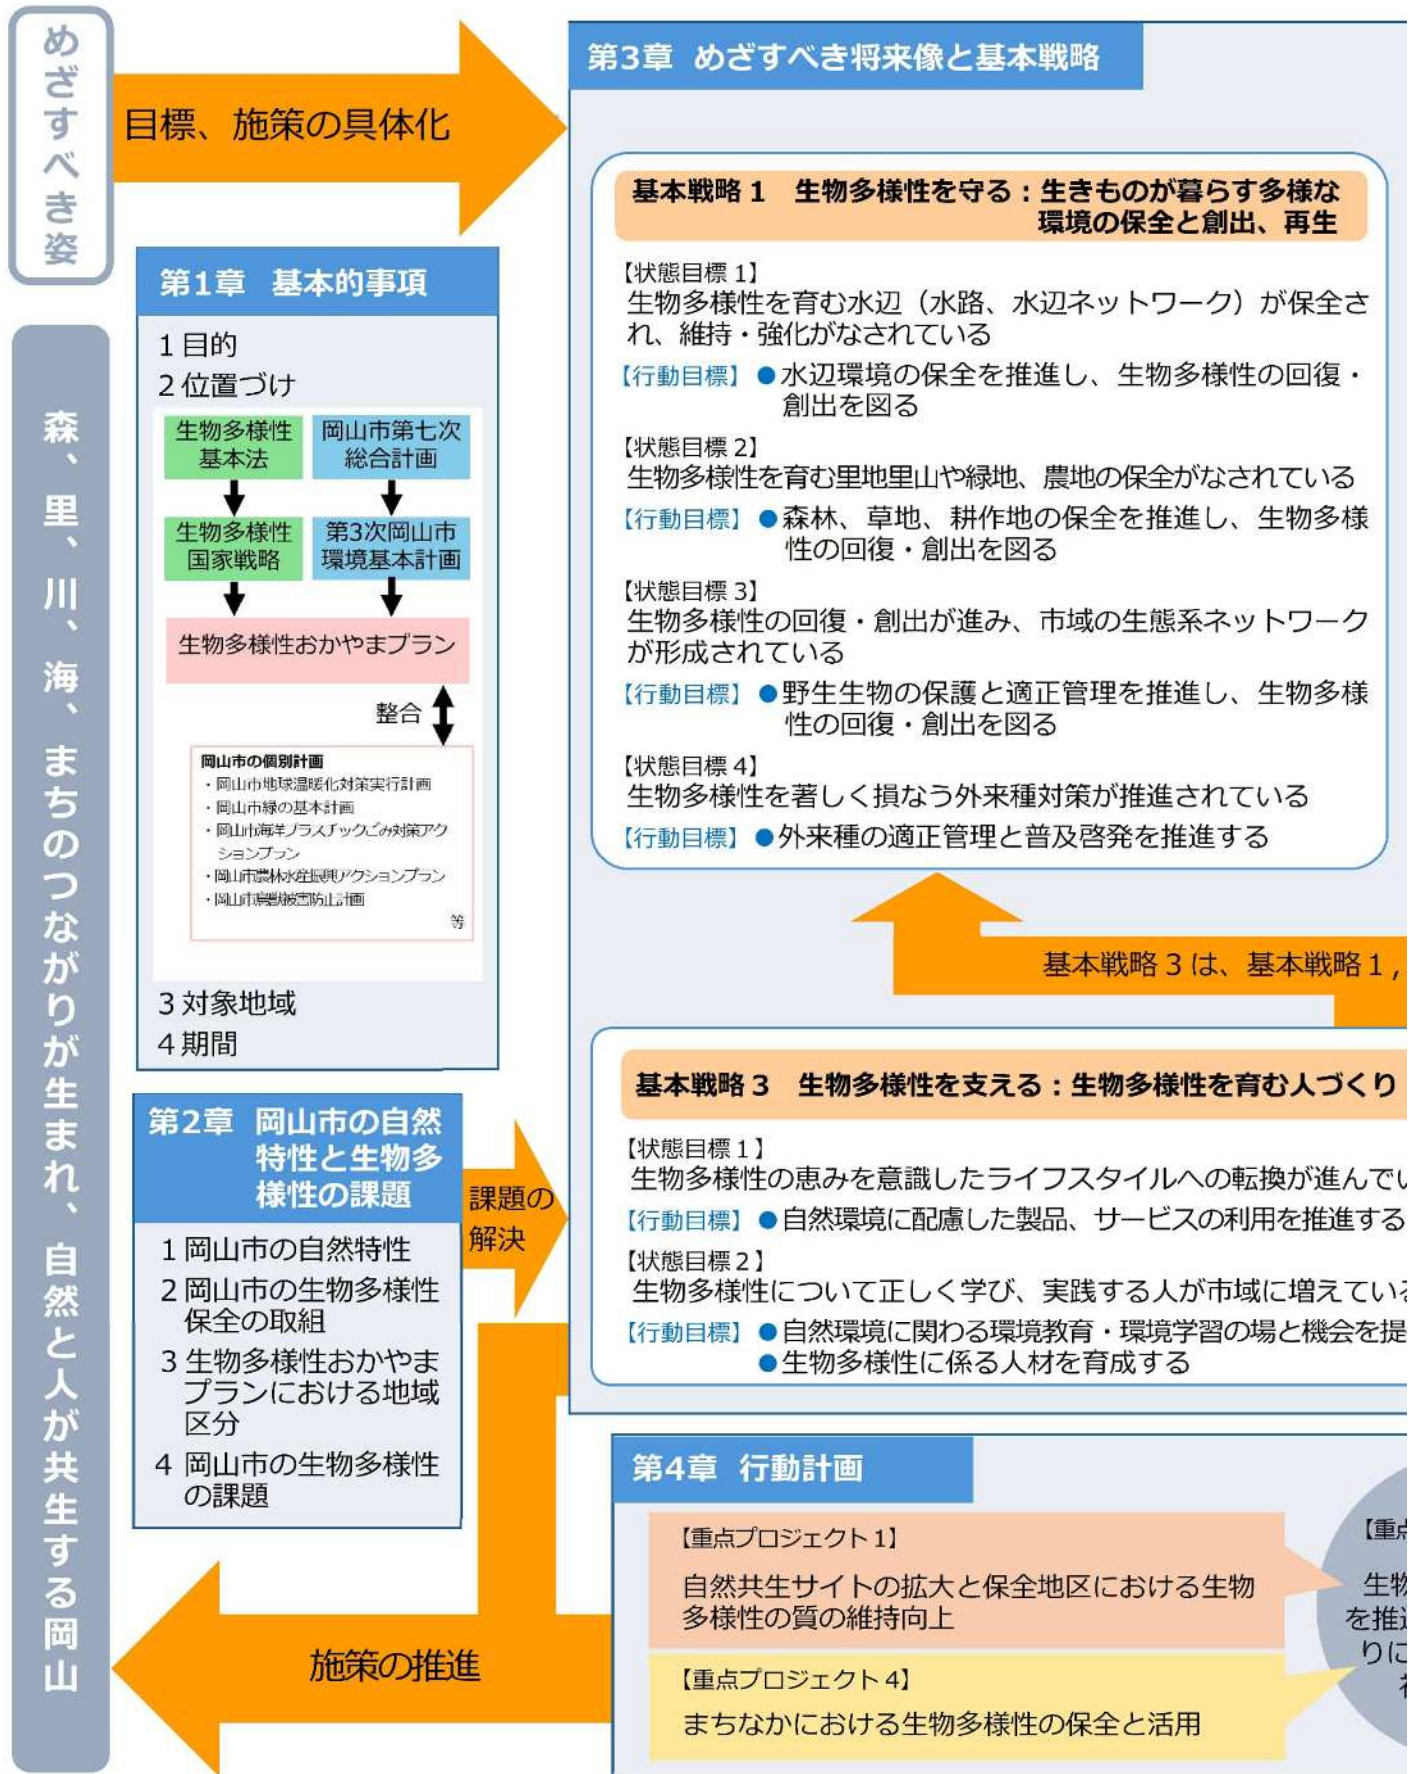 めざすべき姿
森、里、川、海、まちのつながりが生まれ、自然と人が共生する岡山
目標、施策の具体化
第1章 基本的事項
1 目的
2 位置づけ
生物多様性
基本法
岡山市第七次
総合計画
生物多様性
国家戦略
第3次岡山市
環境基本計画
生物多様性おかやまプラン
整合
岡山市の個別計画
・岡山市地球温暖化対策実行計画
・岡山市緑の基本計画
・岡山市海洋プラスチックごみ対策アク
ションプラン
・岡山市農林水産振興アクションプラン
・岡山市鳥獣被害防止計画
等
3 対象地域
4 期間
第2章 岡山市の自然
特性と生物多
様性の課題
1 岡山市の自然特性
2 岡山市の生物多様性
保全の取組
3 生物多様性おかやま
プランにおける地域
区分
4 岡山市の生物多様性
の課題
課題の
解決
施策の推進
第3章 めざすべき将来像と基本戦略
基本戦略1 生物多様性を守る：生きものが暮らす多様な
環境の保全と創出、再生
【状態目標1】
生物多様性を育む水辺（水路、水辺ネットワーク）が保全さ
れ、維持・強化がなされている
【行動目標】●水辺環境の保全を推進し、生物多様性の回復・
創出を図る
【状態目標2】
生物多様性を育む里地里山や緑地、農地の保全がなされている
【行動目標】●森林、草地、耕作地の保全を推進し、生物多様
性の回復・創出を図る
【状態目標3】
生物多様性の回復・創出が進み、市域の生態系ネットワーク
が形成されている
【行動目標】●野生生物の保護と適正管理を推進し、生物多様
性の回復・創出を図る
【状態目標4】
生物多様性を著しく損なう外来種対策が推進されている
【行動目標】●外来種の適正管理と普及啓発を推進する
基本戦略3は、基本戦略1，
基本戦略3 生物多様性を支える：生物多様性を育む人づくり
【状態目標1】
生物多様性の恵みを意識したライフスタイルへの転換が進んでい
【行動目標】●自然環境に配慮した製品、サービスの利用を推進する
【状態目標2】
生物多様性について正しく学び、実践する人が市域に増えている
【行動目標】●自然環境に関わる環境教育・環境学習の場と機会を提
●生物多様性に係る人材を育成する
第4章 行動計画
【重点プロジェクト1】
自然共生サイトの拡大と保全地区における生物
多様性の質の維持向上
【重点プロジェクト4】
まちなかにおける生物多様性の保全と活用
【重点
生物
を推進
りに